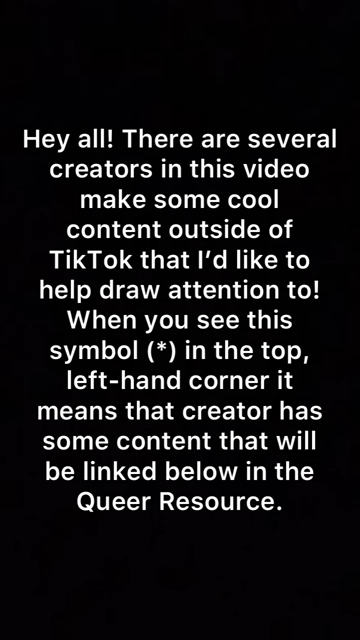 Hey all! There are several
creators in this video
make some cool
content outside of
TikTok that I’d like to
help draw attention to!
When you see this
symbol (*) in the top,
left-hand corner it
means that creator has
some content that will
be linked below in the
Queer Resource.